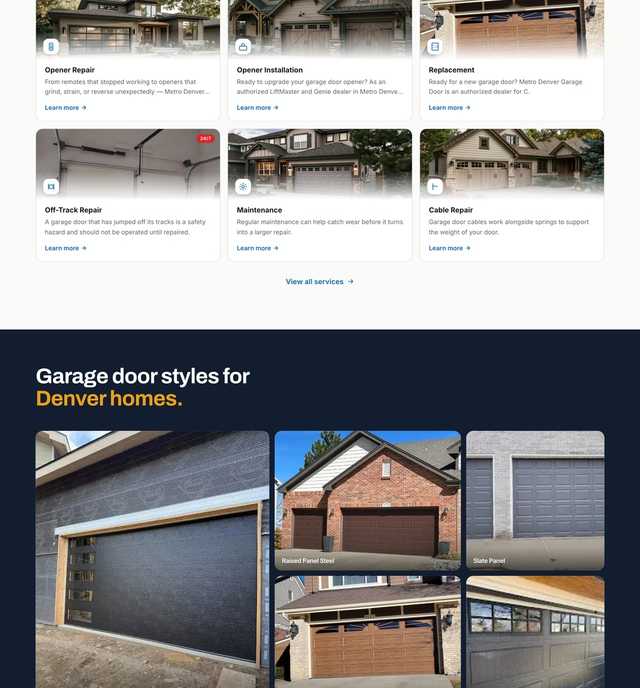 Opener Repair
From remotes that stopped working to openers that
grind, strain, or reverse unexpectedly — Metro Denver...
Learn more →
Opener Installation
Ready to upgrade your garage door opener? As an
authorized LiftMaster and Genie dealer in Metro Denve...
Learn more →
Replacement
Ready for a new garage door? Metro Denver Garage
Door is an authorized dealer for C.
Learn more →
24/7
Off-Track Repair
A garage door that has jumped off its tracks is a safety
hazard and should not be operated until repaired.
Learn more →
Maintenance
Regular maintenance can help catch wear before it turns
into a larger repair.
Learn more →
Cable Repair
Garage door cables work alongside springs to support
the weight of your door.
Learn more →
View all services →
Garage door styles for
Denver homes.
Raised Panel Steel
Slate Panel